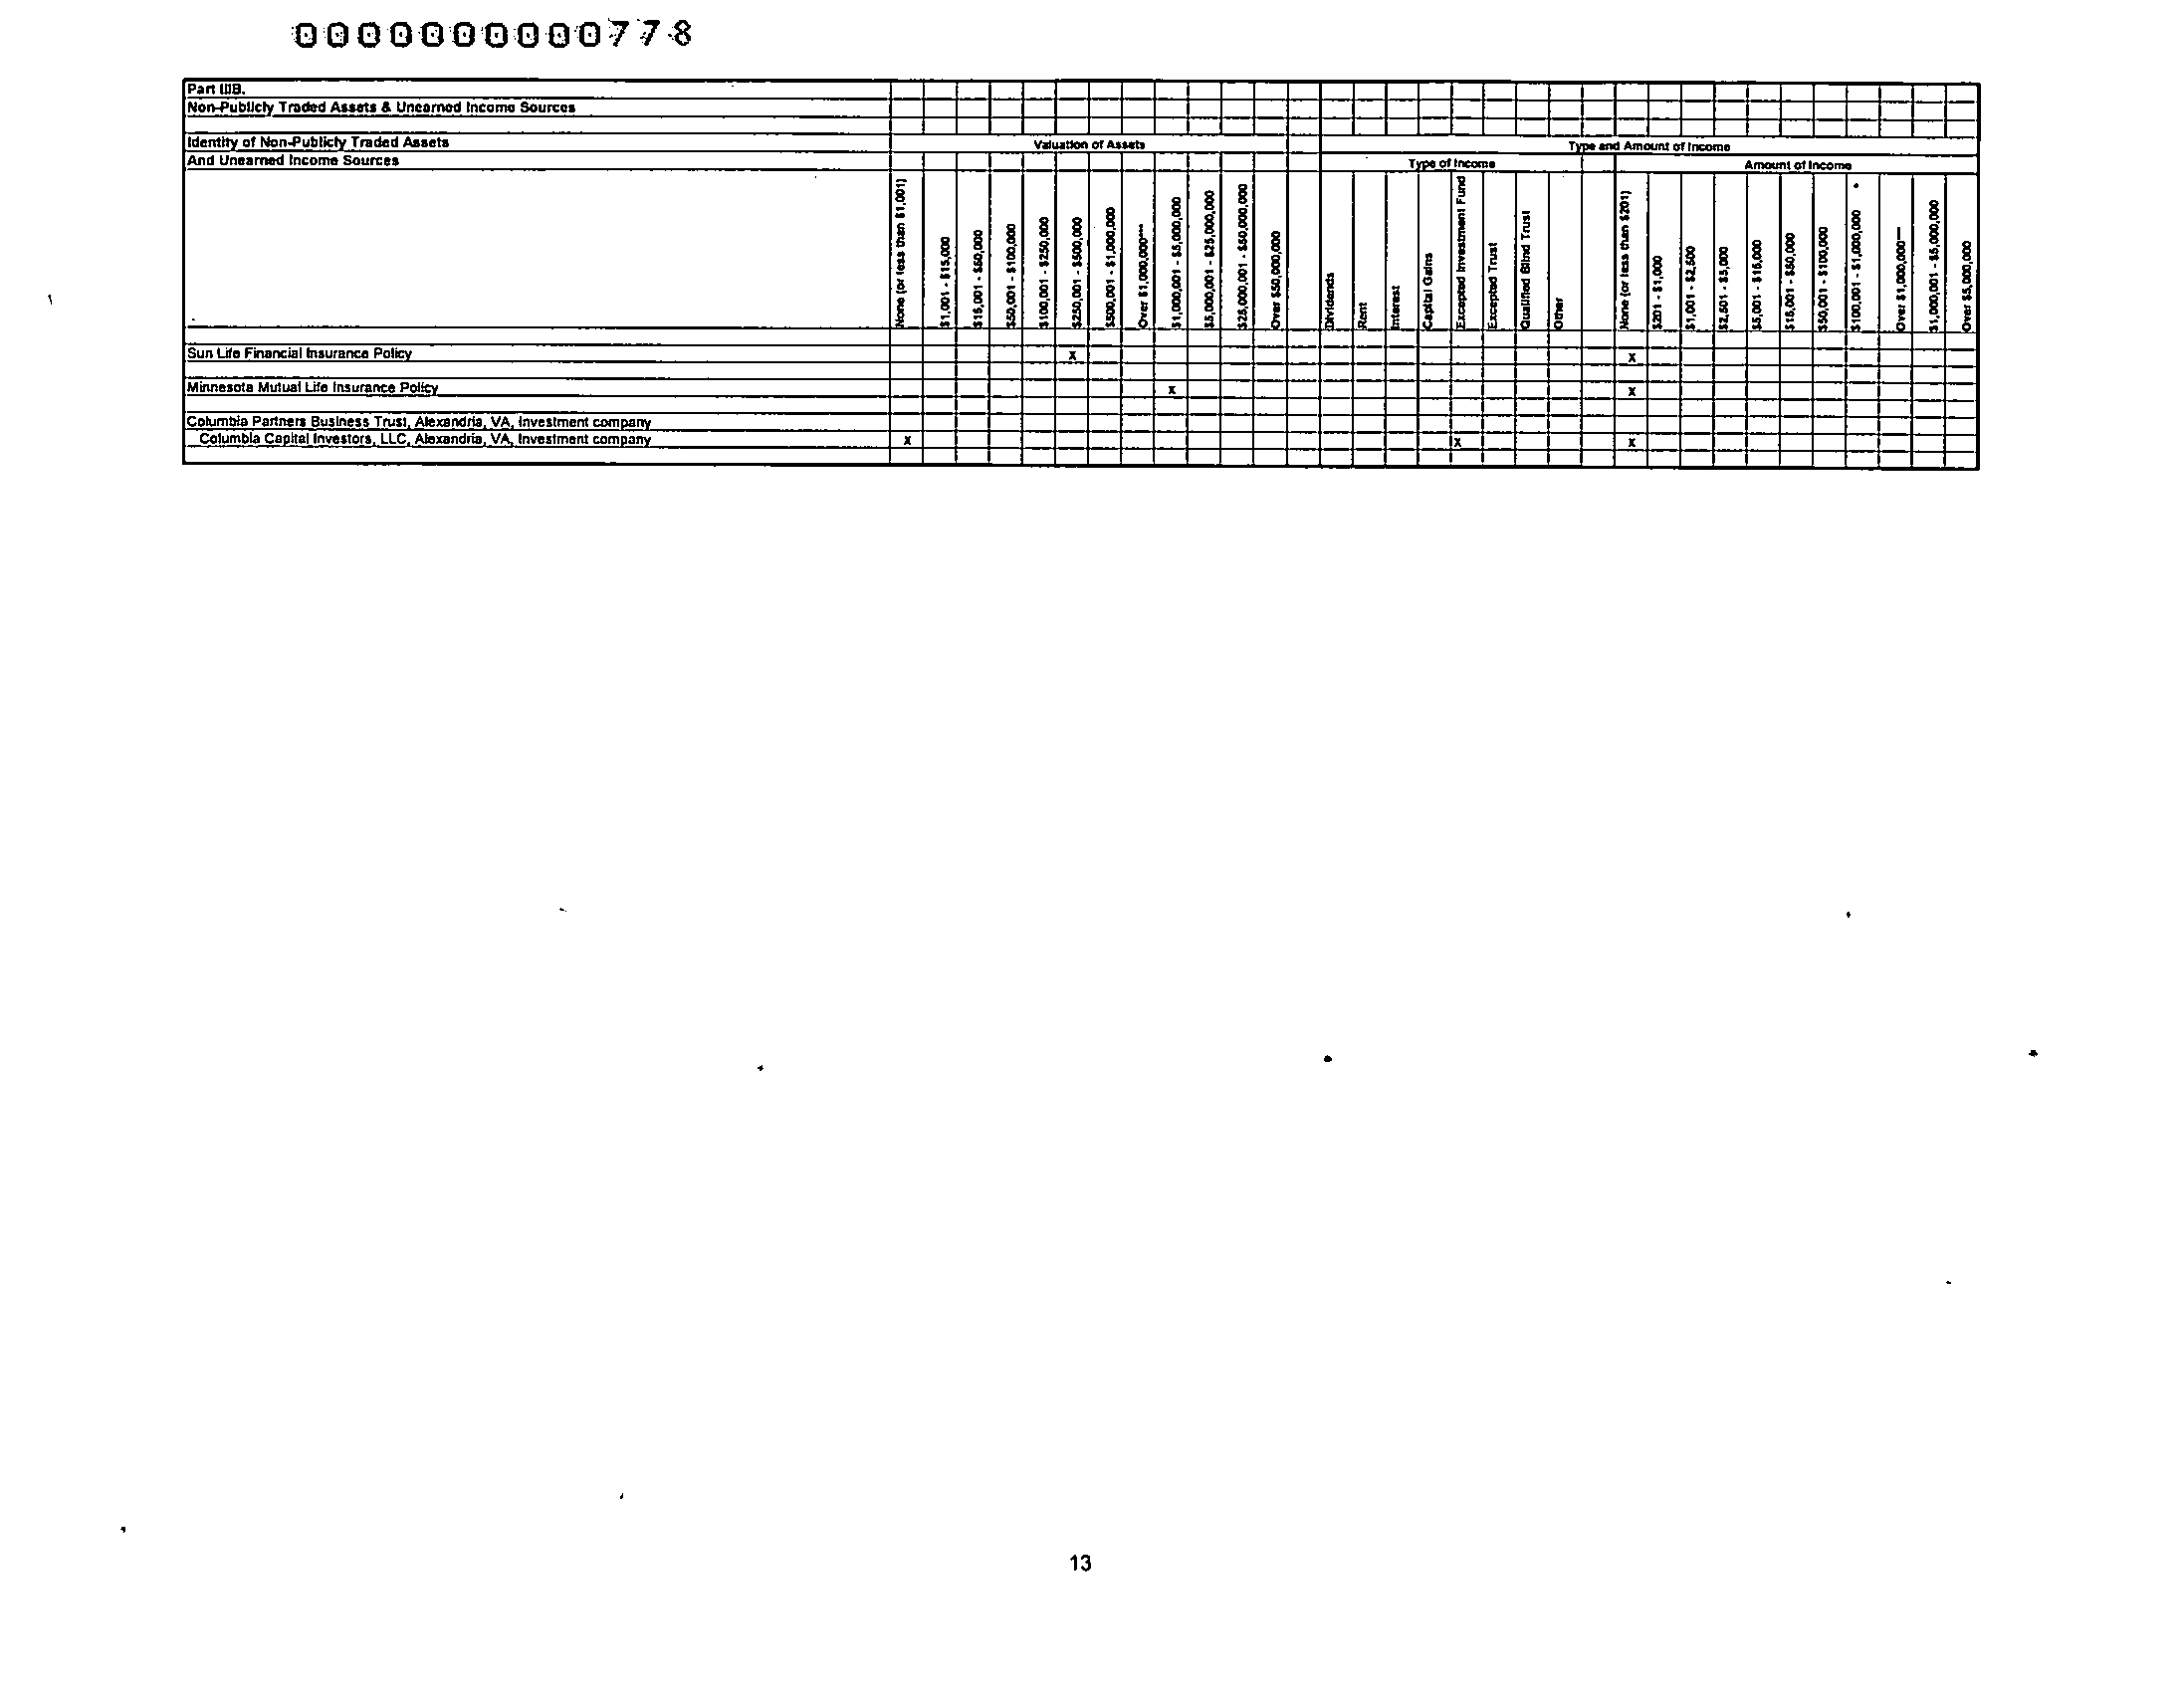 0000000000778
Part IIIB.
Non-Publicly Traded Assets & Unearned Income Sources
Identity of Non-Publicly Traded Assets
And Unearned Income Sources
Valuation of Assets
Type and Amount of Income
Type of Income
Amount of Income
None (or less than $1,001)
$1,001 - $15,000
$15,001 - $50,000
$50,001 - $100,000
$100,001 - $250,000
$250,001 - $500,000
$500,001 - $1,000,000
Over $1,000,000***
$1,000,001 - $5,000,000
$5,000,001 - $25,000,000
$25,000,001 - $50,000,000
Over $50,000,000
Dividends
Rent
Interest
Capital Gains
Excepted Investment Fund
Excepted Trust
Qualified Blind Trust
Other
None (or less than $201)
$201 - $1,000
$1,001 - $2,500
$2,501 - $5,000
$5,001 - $15,000
$15,001 - $50,000
$50,001 - $100,000
$100,001 - $1,000,000
Over $1,000,000***
$1,000,001 - $5,000,000
Over $5,000,000
Sun Life Financial Insurance Policy x x
Minnesota Mutual Life Insurance Policy x x
Columbia Partners Business Trust, Alexandria, VA, Investment company
Columbia Capital Investors, LLC, Alexandria, VA, Investment company x x x
13